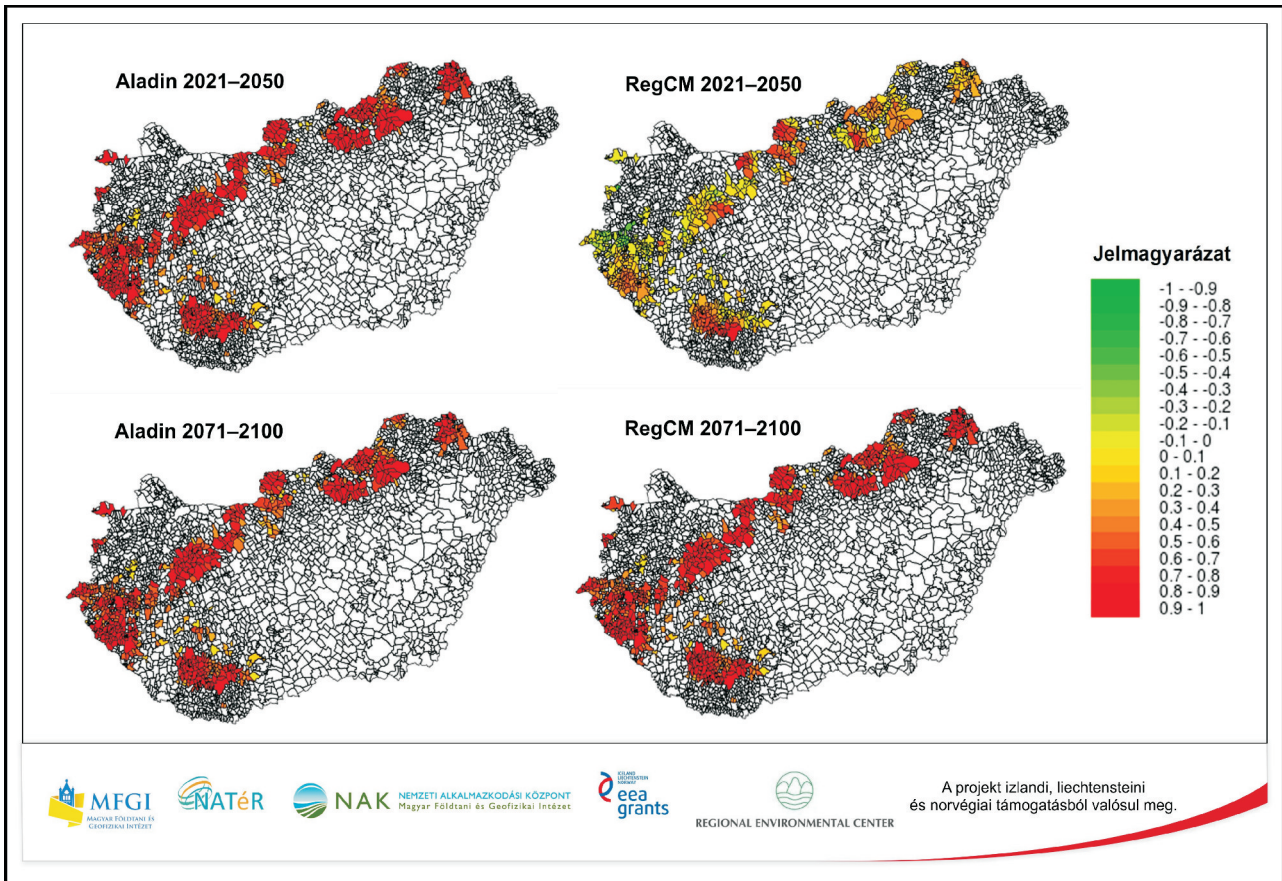 Aladin 2021–2050
RegCM 2021–2050
Jelmagyarázat
-1 - -0.9
-0.9 - -0.8
-0.8 - -0.7
-0.7 - -0.6
-0.6 - -0.5
-0.5 - -0.4
-0.4 - -0.3
-0.3 - -0.2
-0.2 - -0.1
-0.1 - 0
0 - 0.1
0.1 - 0.2
0.2 - 0.3
0.3 - 0.4
0.4 - 0.5
0.5 - 0.6
0.6 - 0.7
0.7 - 0.8
0.8 - 0.9
0.9 - 1
Aladin 2071–2100
RegCM 2071–2100
MFGI
MAGYAR FÖLDTANI ÉS
GEOFIZIKAI INTÉZET
NATéR
NAK
NEMZETI ALKALMAZKODÁSI KÖZPONT
Magyar Földtani és Geofizikai Intézet
ICELAND
LIECHTENSTEIN
NORWAY
eea
grants
REGIONAL ENVIRONMENTAL CENTER
A projekt izlandi, liechtensteini
és norvégiai támogatásból valósul meg.